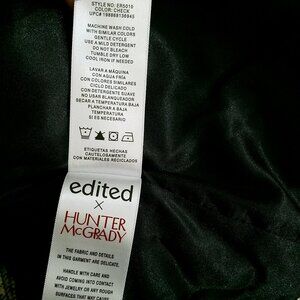 STYLE NO: ER5010
COLOR: CHECK
UPC# 198868136945
MACHINE WASH COLD
WITH SIMILAR COLORS
GENTLE CYCLE
USE A MILD DETERGENT
DO NOT BLEACH
TUMBLE DRY LOW
COOL IRON IF NEEDED
LAVAR A MÁQUINA
CON AGUA FRÍA
CON COLORES SIMILARES
CICLO DELICADO
CON DETERGENTE SUAVE
NO USAR BLANQUEADOR
SECAR A TEMPERATURA BAJA
PLANCHAR A BAJA
TEMPERATURA
SI ES NECESARIO
ETIQUETAS HECHAS
CAUTELOSAMENTE
CON MATERIALES RECICLADOS
edited
×
HUNTER
McGRADY
THE FABRIC AND DETAILS
IN THIS GARMENT ARE DELICATE.
HANDLE WITH CARE AND
AVOID COMING INTO CONTACT
WITH JEWELRY OR ANY ROUGH
SURFACES THAT MAY CAUSE